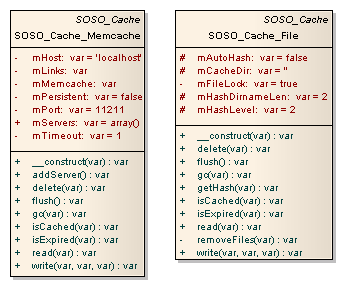 SOSO_Cache
SOSO_Cache_Memcache
- mHost: var = 'localhost'
- mLinks: var
- mMemcache: var
- mPersistent: var = false
- mPort: var = 11211
+ mServers: var = array()
- mTimeout: var = 1
+ __construct(var) : var
+ addServer() : var
+ delete(var) : var
+ flush() : var
+ gc(var) : var
+ isCached(var) : var
+ isExpired(var) : var
+ read(var) : var
+ write(var, var, var) : var
SOSO_Cache
SOSO_Cache_File
# mAutoHash: var = false
# mCacheDir: var = ''
- mFileLock: var = true
# mHashDirnameLen: var = 2
# mHashLevel: var = 2
+ __construct(var) : var
+ delete(var) : var
+ flush() : var
+ gc(var) : var
+ getHash(var) : var
+ isCached(var) : var
+ isExpired(var) : var
+ read(var) : var
- removeFiles(var) : var
+ write(var, var, var) : var